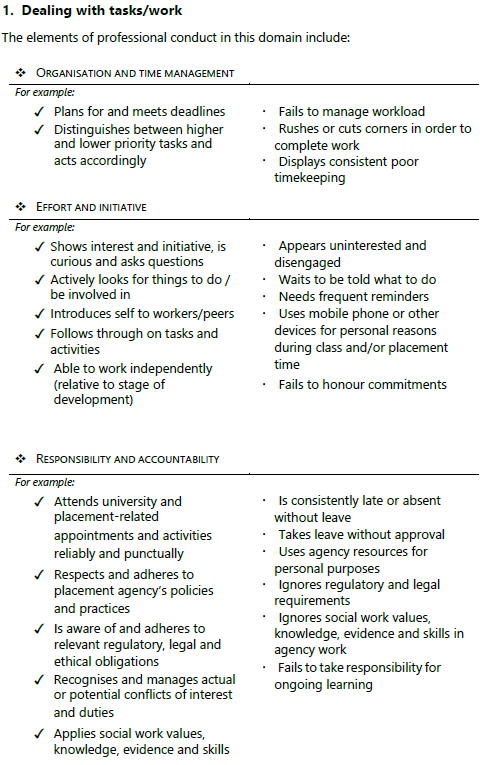 1. Dealing with tasks/work
The elements of professional conduct in this domain include:
❖ ORGANISATION AND TIME MANAGEMENT
For example:
✓ Plans for and meets deadlines
✓ Distinguishes between higher
and lower priority tasks and
acts accordingly
· Fails to manage workload
· Rushes or cuts corners in order to
complete work
· Displays consistent poor
timekeeping
❖ EFFORT AND INITIATIVE
For example:
✓ Shows interest and initiative, is
curious and asks questions
✓ Actively looks for things to do /
be involved in
✓ Introduces self to workers/peers
✓ Follows through on tasks and
activities
✓ Able to work independently
(relative to stage of
development)
· Appears uninterested and
disengaged
· Waits to be told what to do
· Needs frequent reminders
· Uses mobile phone or other
devices for personal reasons
during class and/or placement
time
· Fails to honour commitments
❖ RESPONSIBILITY AND ACCOUNTABILITY
For example:
✓ Attends university and
placement-related
appointments and activities
reliably and punctually
✓ Respects and adheres to
placement agency's policies
and practices
✓ Is aware of and adheres to
relevant regulatory, legal and
ethical obligations
✓ Recognises and manages actual
or potential conflicts of interest
and duties
✓ Applies social work values,
knowledge, evidence and skills
· Is consistently late or absent
without leave
· Takes leave without approval
· Uses agency resources for
personal purposes
· Ignores regulatory and legal
requirements
· Ignores social work values,
knowledge, evidence and skills in
agency work
· Fails to take responsibility for
ongoing learning